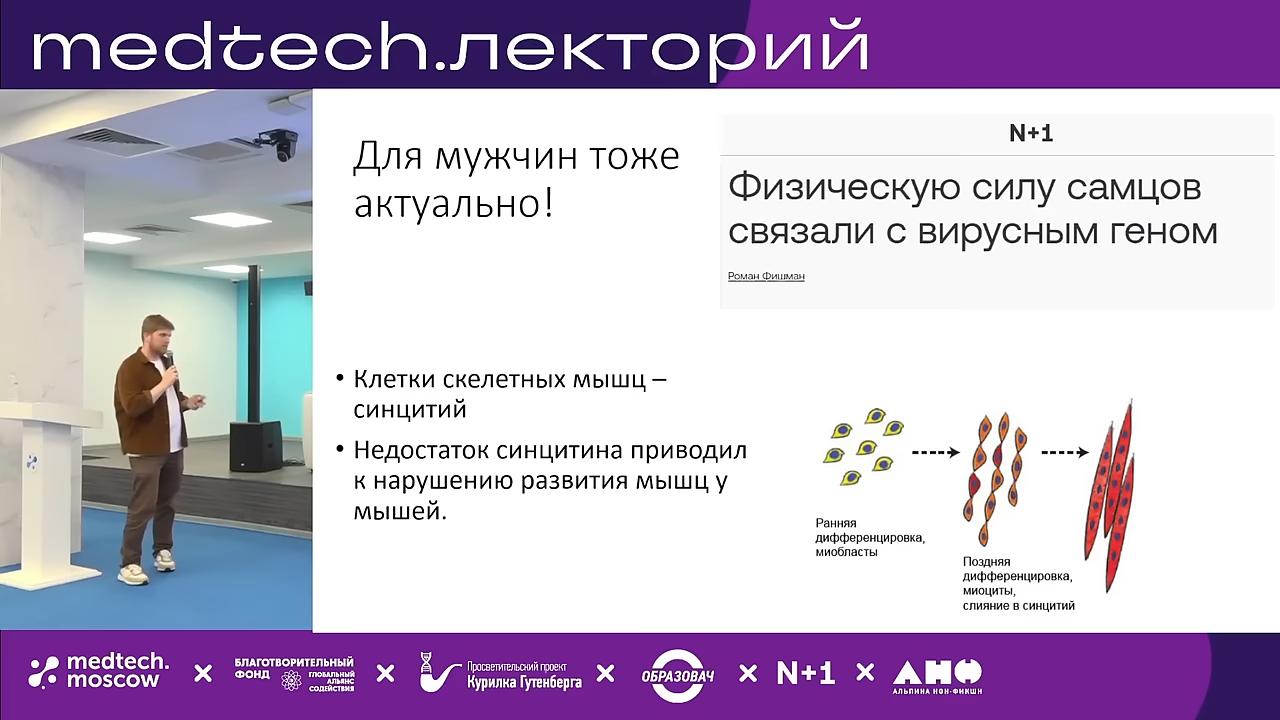 medtech.лекторий
Для мужчин тоже
актуально!
N+1
Физическую силу самцов
связали с вирусным геном
Роман Фишман
• Клетки скелетных мышц –
синцитий
• Недостаток синцитина приводил
к нарушению развития мышц у
мышей.
Ранняя
дифференцировка,
миобласты
Поздняя
дифференцировка,
миоциты,
слияние в синцитий
medtech.
moscow
×
БЛАГОТВОРИТЕЛЬНЫЙ
ФОНД
ГЛОБАЛЬНЫЙ
АЛЬЯНС
СОДЕЙСТВИЯ
×
Просветительский проект
Курилка Гутенберга
×
ОБРАЗОВАЧ
×
N+1
×
АНФ
АЛЬПИНА НОН-ФИКШН